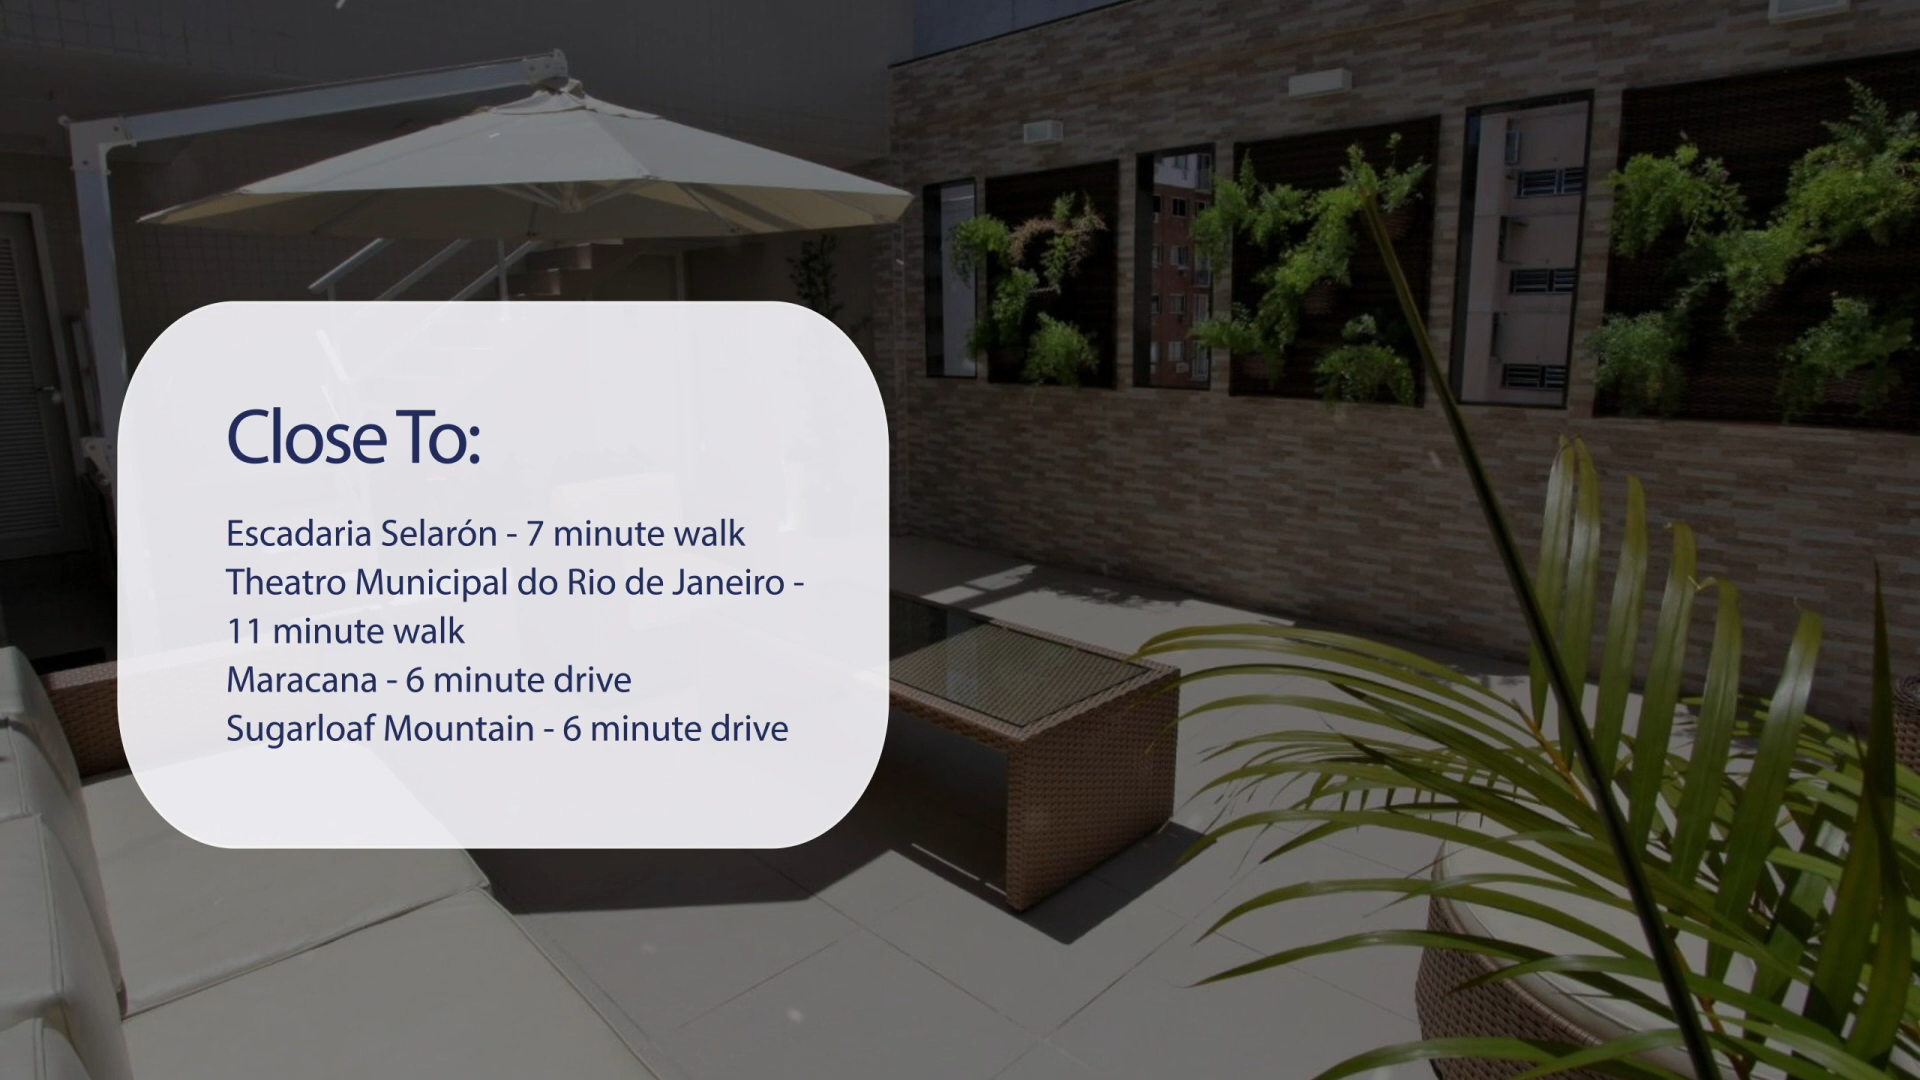 Close To:
Escadaria Selarón - 7 minute walk
Theatro Municipal do Rio de Janeiro -
11 minute walk
Maracana - 6 minute drive
Sugarloaf Mountain - 6 minute drive